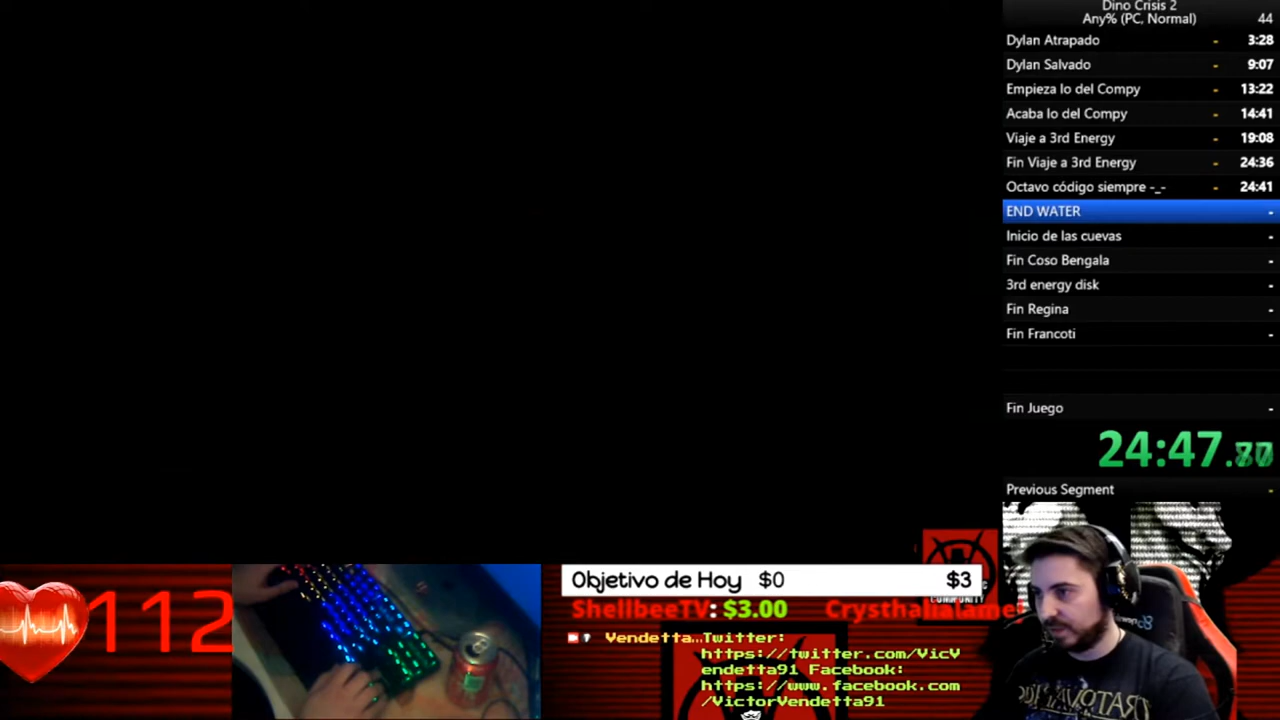 Dino Crisis 2
Any% (PC, Normal) 44
Dylan Atrapado - 3:28
Dylan Salvado - 9:07
Empieza lo del Compy - 13:22
Acaba lo del Compy - 14:41
Viaje a 3rd Energy - 19:08
Fin Viaje a 3rd Energy - 24:36
Octavo código siempre -_- - 24:41
END WATER -
Inicio de las cuevas -
Fin Coso Bengala -
3rd energy disk -
Fin Regina -
Fin Francoti -
Fin Juego -
24:47.
Previous Segment -
112
Objetivo de Hoy $0 $3
COMMUNITY
ShellbeeTV: $3.00 Crysthalialame
Vendetta…Twitter:
https://twitter.com/VicV
endetta91 Facebook:
https://www.facebook.com
/VictorVendetta91